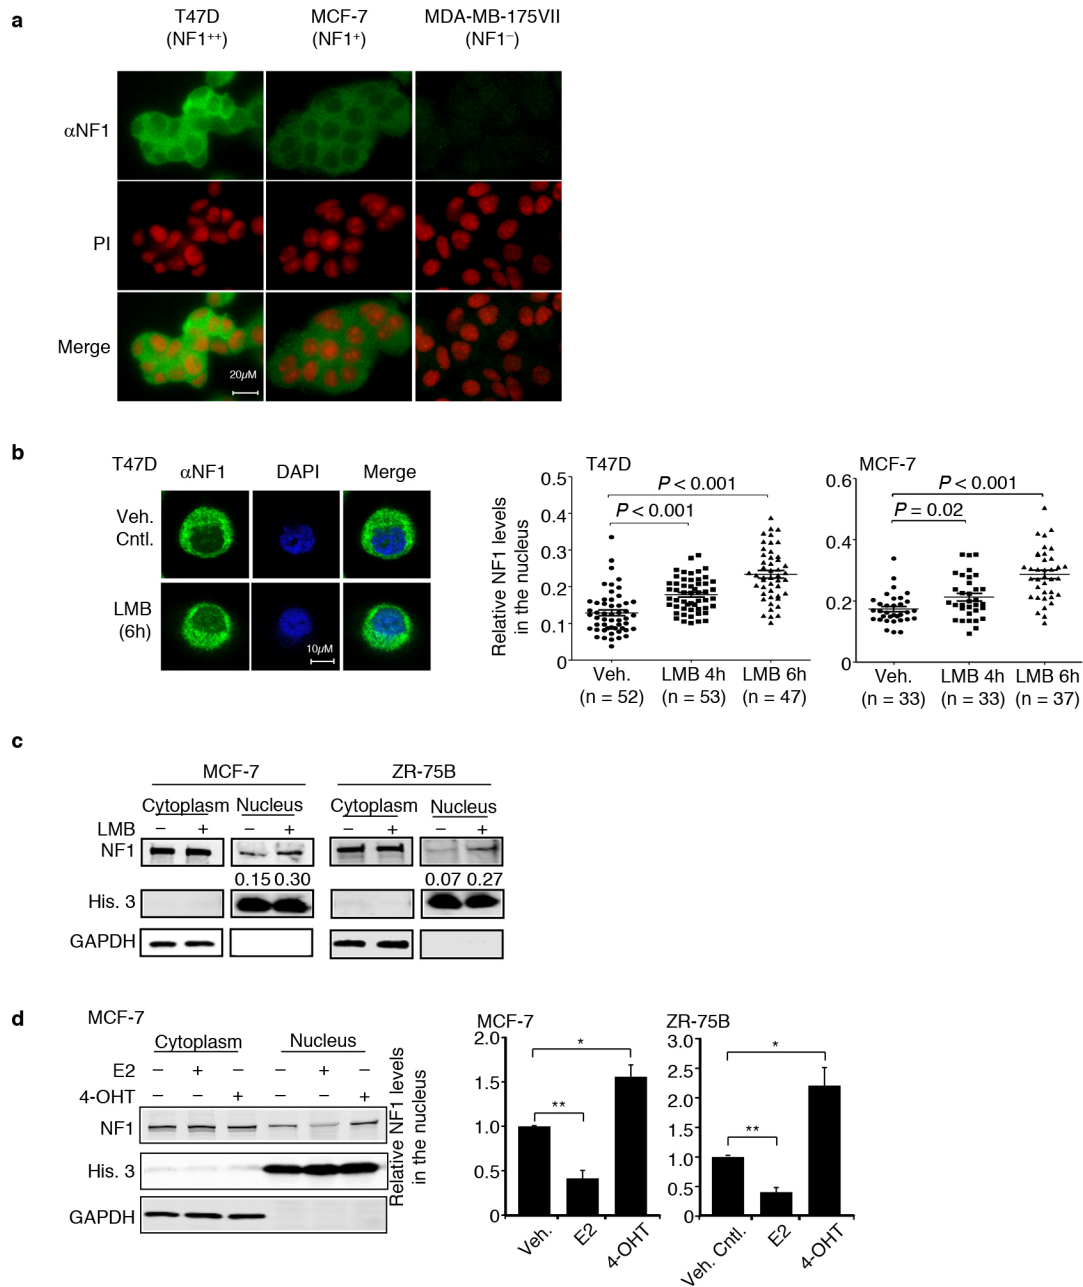 a
T47D MCF-7 MDA-MB-175VII
(NF1++) (NF1+) (NF1–)
αNF1
PI
Merge
20μM
b
T47D αNF1 DAPI Merge
Veh.
Cntl.
LMB
(6h)
10μM
Relative NF1 levels
in the nucleus
T47D
0.5
0.4
0.3
0.2
0.1
0
P < 0.001
P < 0.001
Veh. LMB 4h LMB 6h
(n = 52) (n = 53) (n = 47)
MCF-7
0.6
0.4
0.2
0
P < 0.001
P = 0.02
Veh. LMB 4h LMB 6h
(n = 33) (n = 33) (n = 37)
c
MCF-7 ZR-75B
Cytoplasm Nucleus Cytoplasm Nucleus
LMB – + – + – + – +
NF1
0.15 0.30 0.07 0.27
His. 3
GAPDH
d
MCF-7
Cytoplasm Nucleus
E2 – + – – + –
4-OHT – – + – – +
NF1
His. 3
GAPDH
Relative NF1 levels
in the nucleus
MCF-7
2.0
1.5
1.0
0.5
0
*
**
Veh. E2 4-OHT
ZR-75B
3.0
2.5
2.0
1.5
1.0
0.5
0
*
**
Veh. Cntl. E2 4-OHT